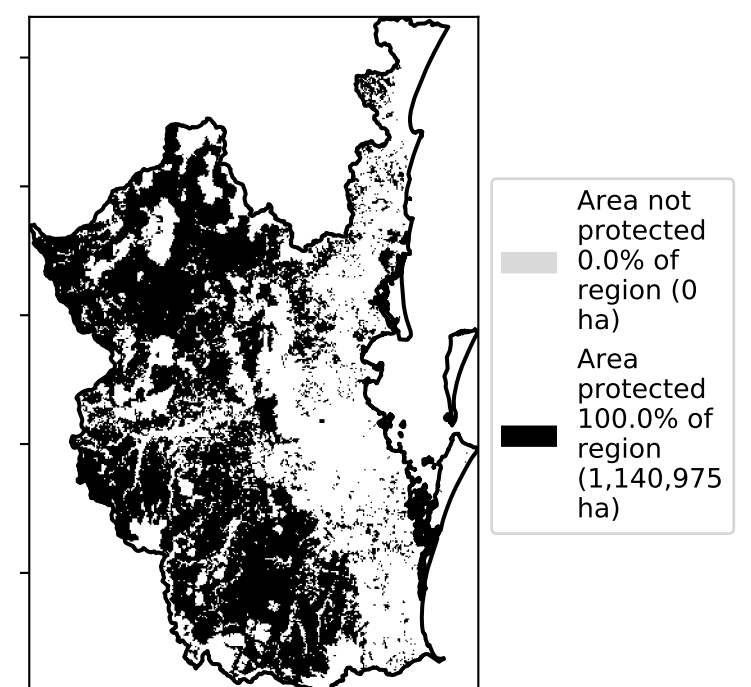 Area not
protected
0.0% of
region (0
ha)
Area
protected
100.0% of
region
(1,140,975
ha)